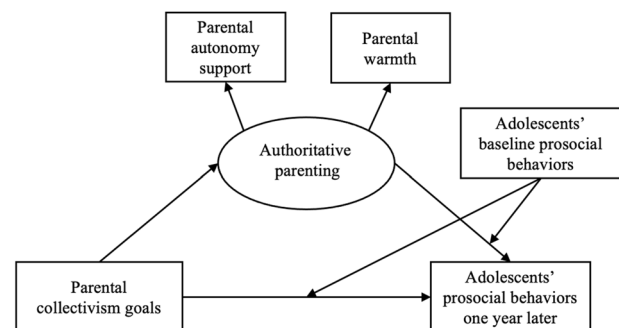 Parental
autonomy
support
Parental
warmth
Authoritative
parenting
Adolescents’
baseline prosocial
behaviors
Parental
collectivism goals
Adolescents’
prosocial behaviors
one year later